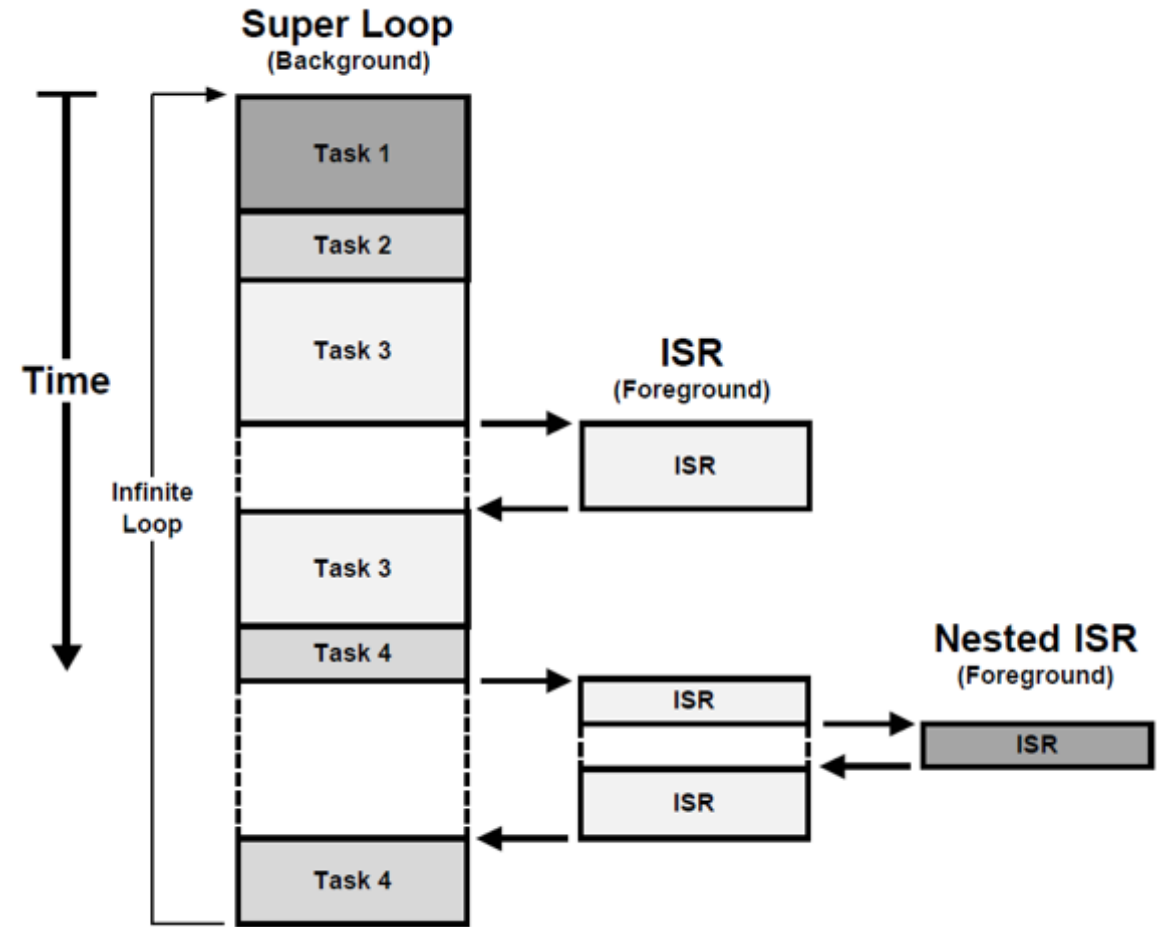 Super Loop
(Background)
Task 1
Task 2
Task 3
Time
ISR
(Foreground)
ISR
Infinite
Loop
Task 3
Task 4
Nested ISR
(Foreground)
ISR
ISR
ISR
Task 4